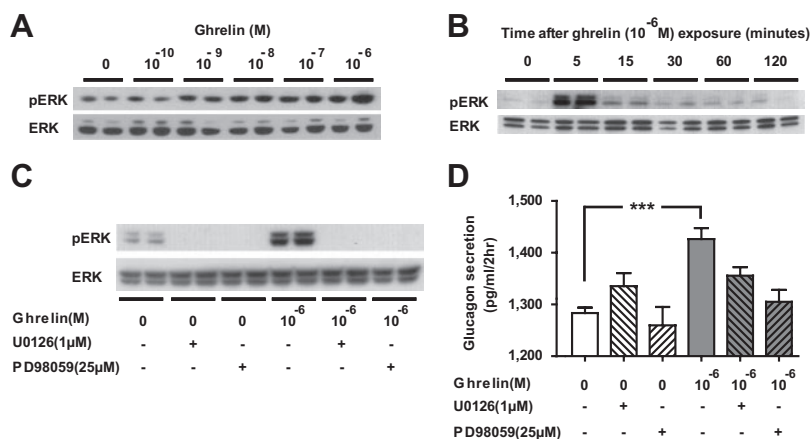 A
Ghrelin (M)
0 10-10 10-9 10-8 10-7 10-6
pERK
ERK
B
Time after ghrelin (10-6M) exposure (minutes)
0 5 15 30 60 120
pERK
ERK
C
pERK
ERK
Ghrelin(M) 0 0 0 10-6 10-6 10-6
U0126(1μM) - + - - + -
PD98059(25μM) - - + - - +
D
Glucagon secretion
(pg/ml/2hr)
1,500
1,400
1,300
1,200
***
Ghrelin(M) 0 0 0 10-6 10-6 10-6
U0126(1μM) - + - - + -
PD98059(25μM) - - + - - +